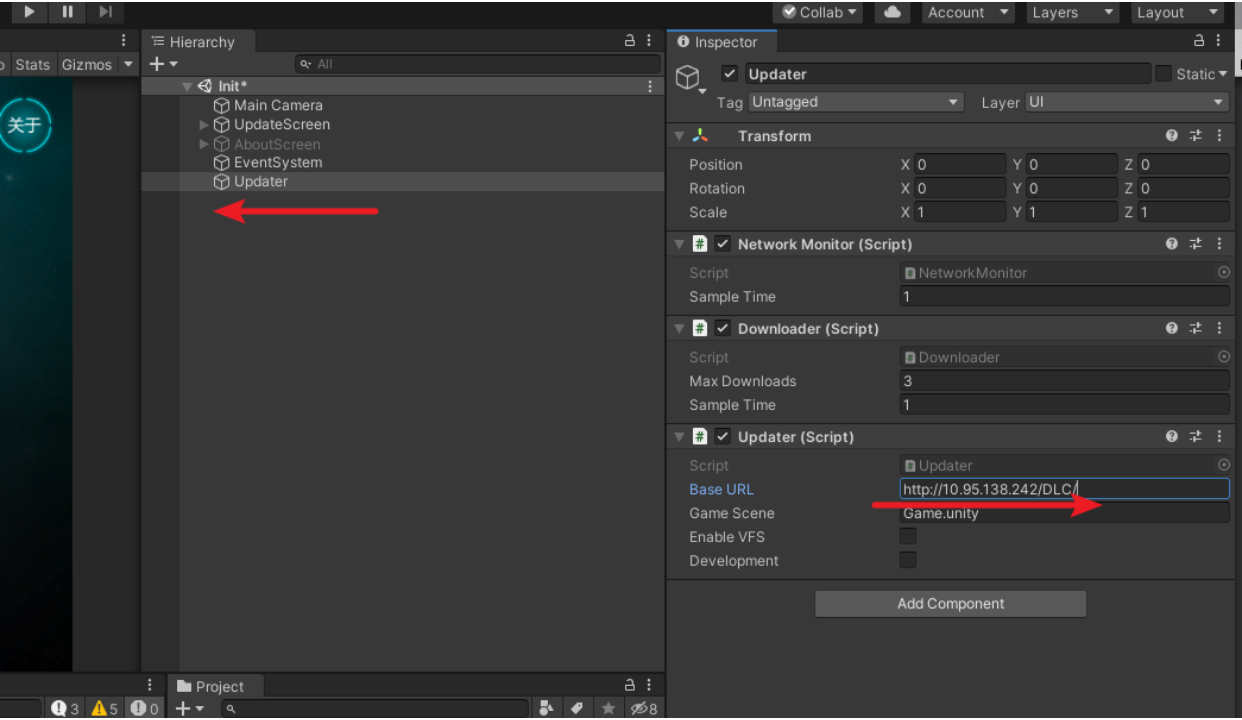 Collab
Account
Layers
Layout
Hierarchy
Inspector
Stats Gizmos
All
Init*
Main Camera
UpdateScreen
AboutScreen
EventSystem
Updater
关于
Updater
Static
Tag Untagged
Layer UI
Transform
Position X 0 Y 0 Z 0
Rotation X 0 Y 0 Z 0
Scale X 1 Y 1 Z 1
# Network Monitor (Script)
Script NetworkMonitor
Sample Time 1
# Downloader (Script)
Script Downloader
Max Downloads 3
Sample Time 1
# Updater (Script)
Script Updater
Base URL http://10.95.138.242/DLC/
Game Scene Game.unity
Enable VFS
Development
Add Component
Project
3 5 0
8